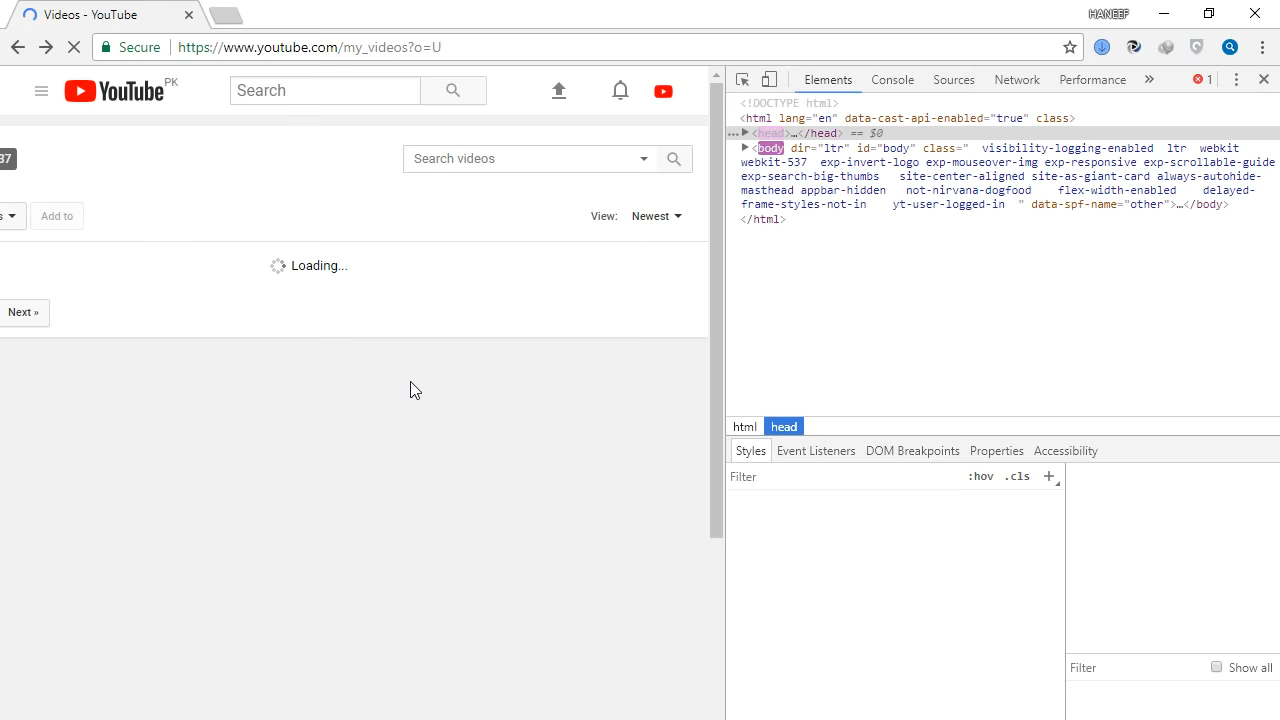 Videos - YouTube
HANEEF
Secure
https://www.youtube.com/my_videos?o=U
YouTube PK
Search
Elements Console Sources Network Performance » 1
<!DOCTYPE html>
<html lang="en" data-cast-api-enabled="true" class>
…<head>…</head> == $0
<body dir="ltr" id="body" class="  visibility-logging-enabled  ltr  webkit
webkit-537  exp-invert-logo exp-mouseover-img exp-responsive exp-scrollable-guide
exp-search-big-thumbs  site-center-aligned site-as-giant-card always-autohide-
masthead appbar-hidden  not-nirvana-dogfood  flex-width-enabled  delayed-
frame-styles-not-in  yt-user-logged-in  " data-spf-name="other">…</body>
</html>
37
Search videos
s
Add to
View: Newest
Loading...
Next »
html head
Styles Event Listeners DOM Breakpoints Properties Accessibility
Filter :hov .cls +
Filter Show all